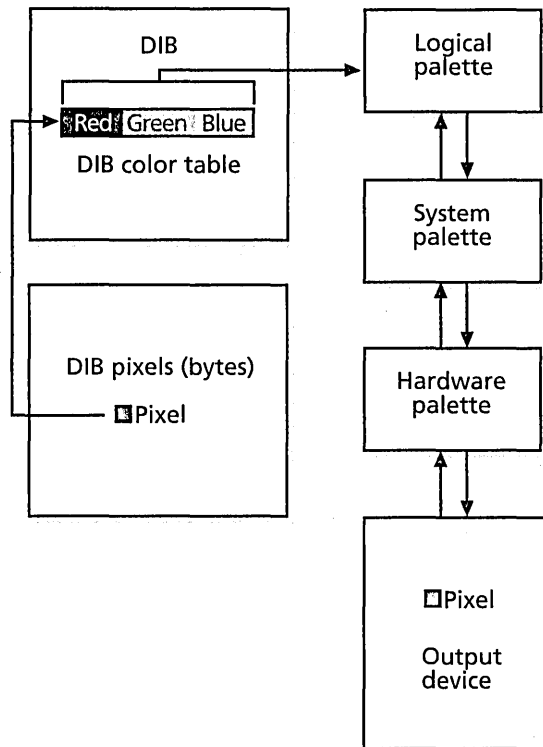 DIB
Red Green Blue
DIB color table
DIB pixels (bytes)
Pixel
Logical
palette
System
palette
Hardware
palette
Pixel
Output
device